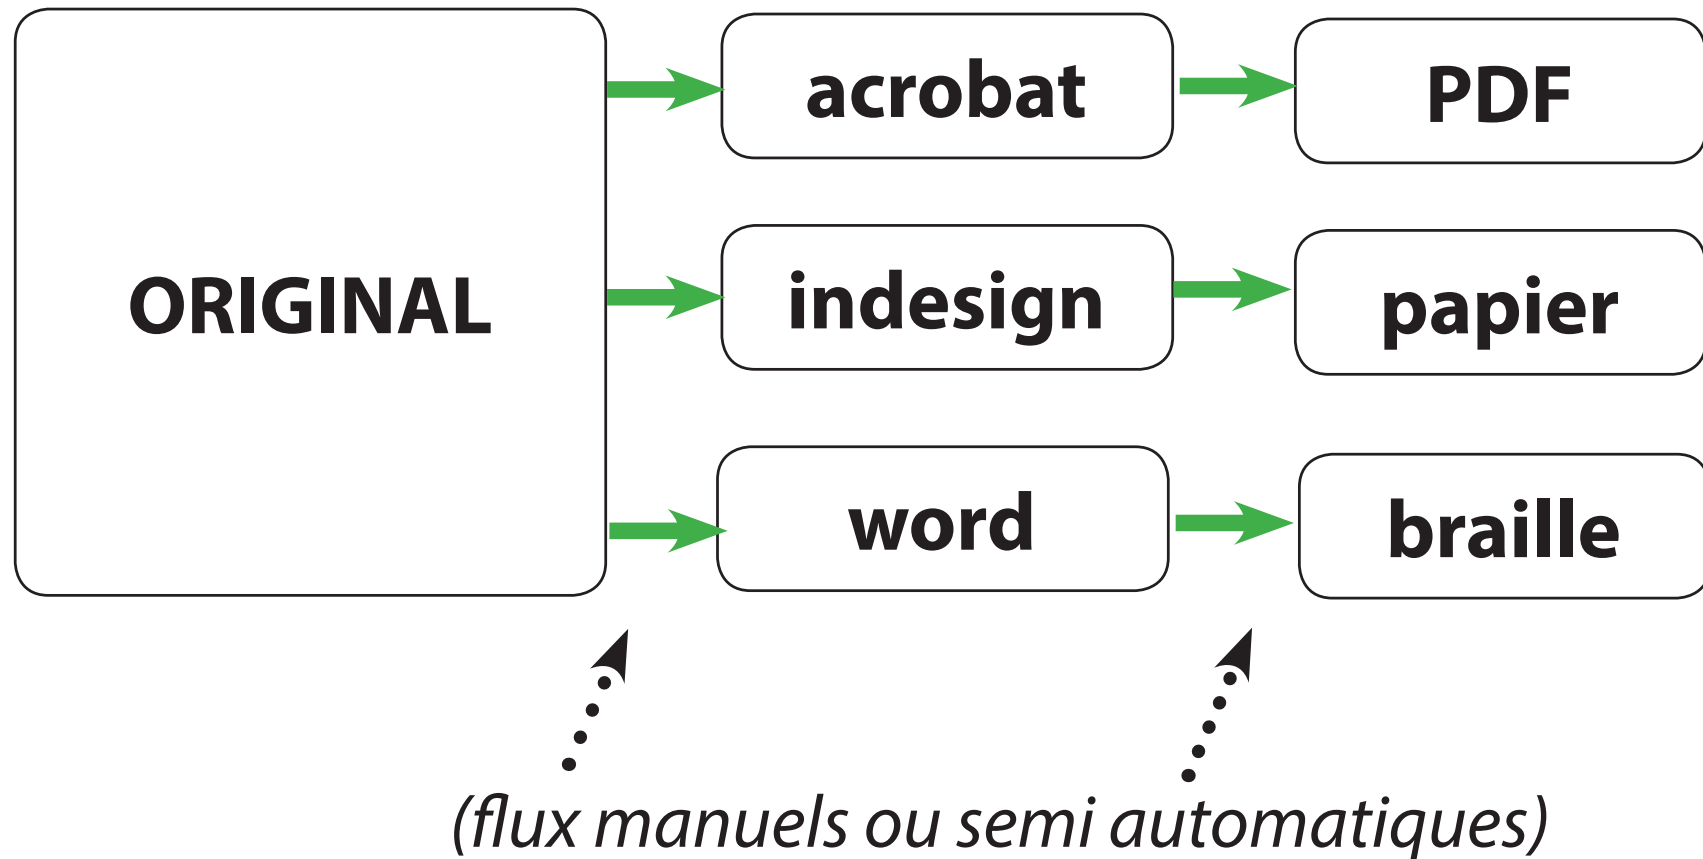 ORIGINAL
acrobat
PDF
indesign
papier
word
braille
(flux manuels ou semi automatiques)